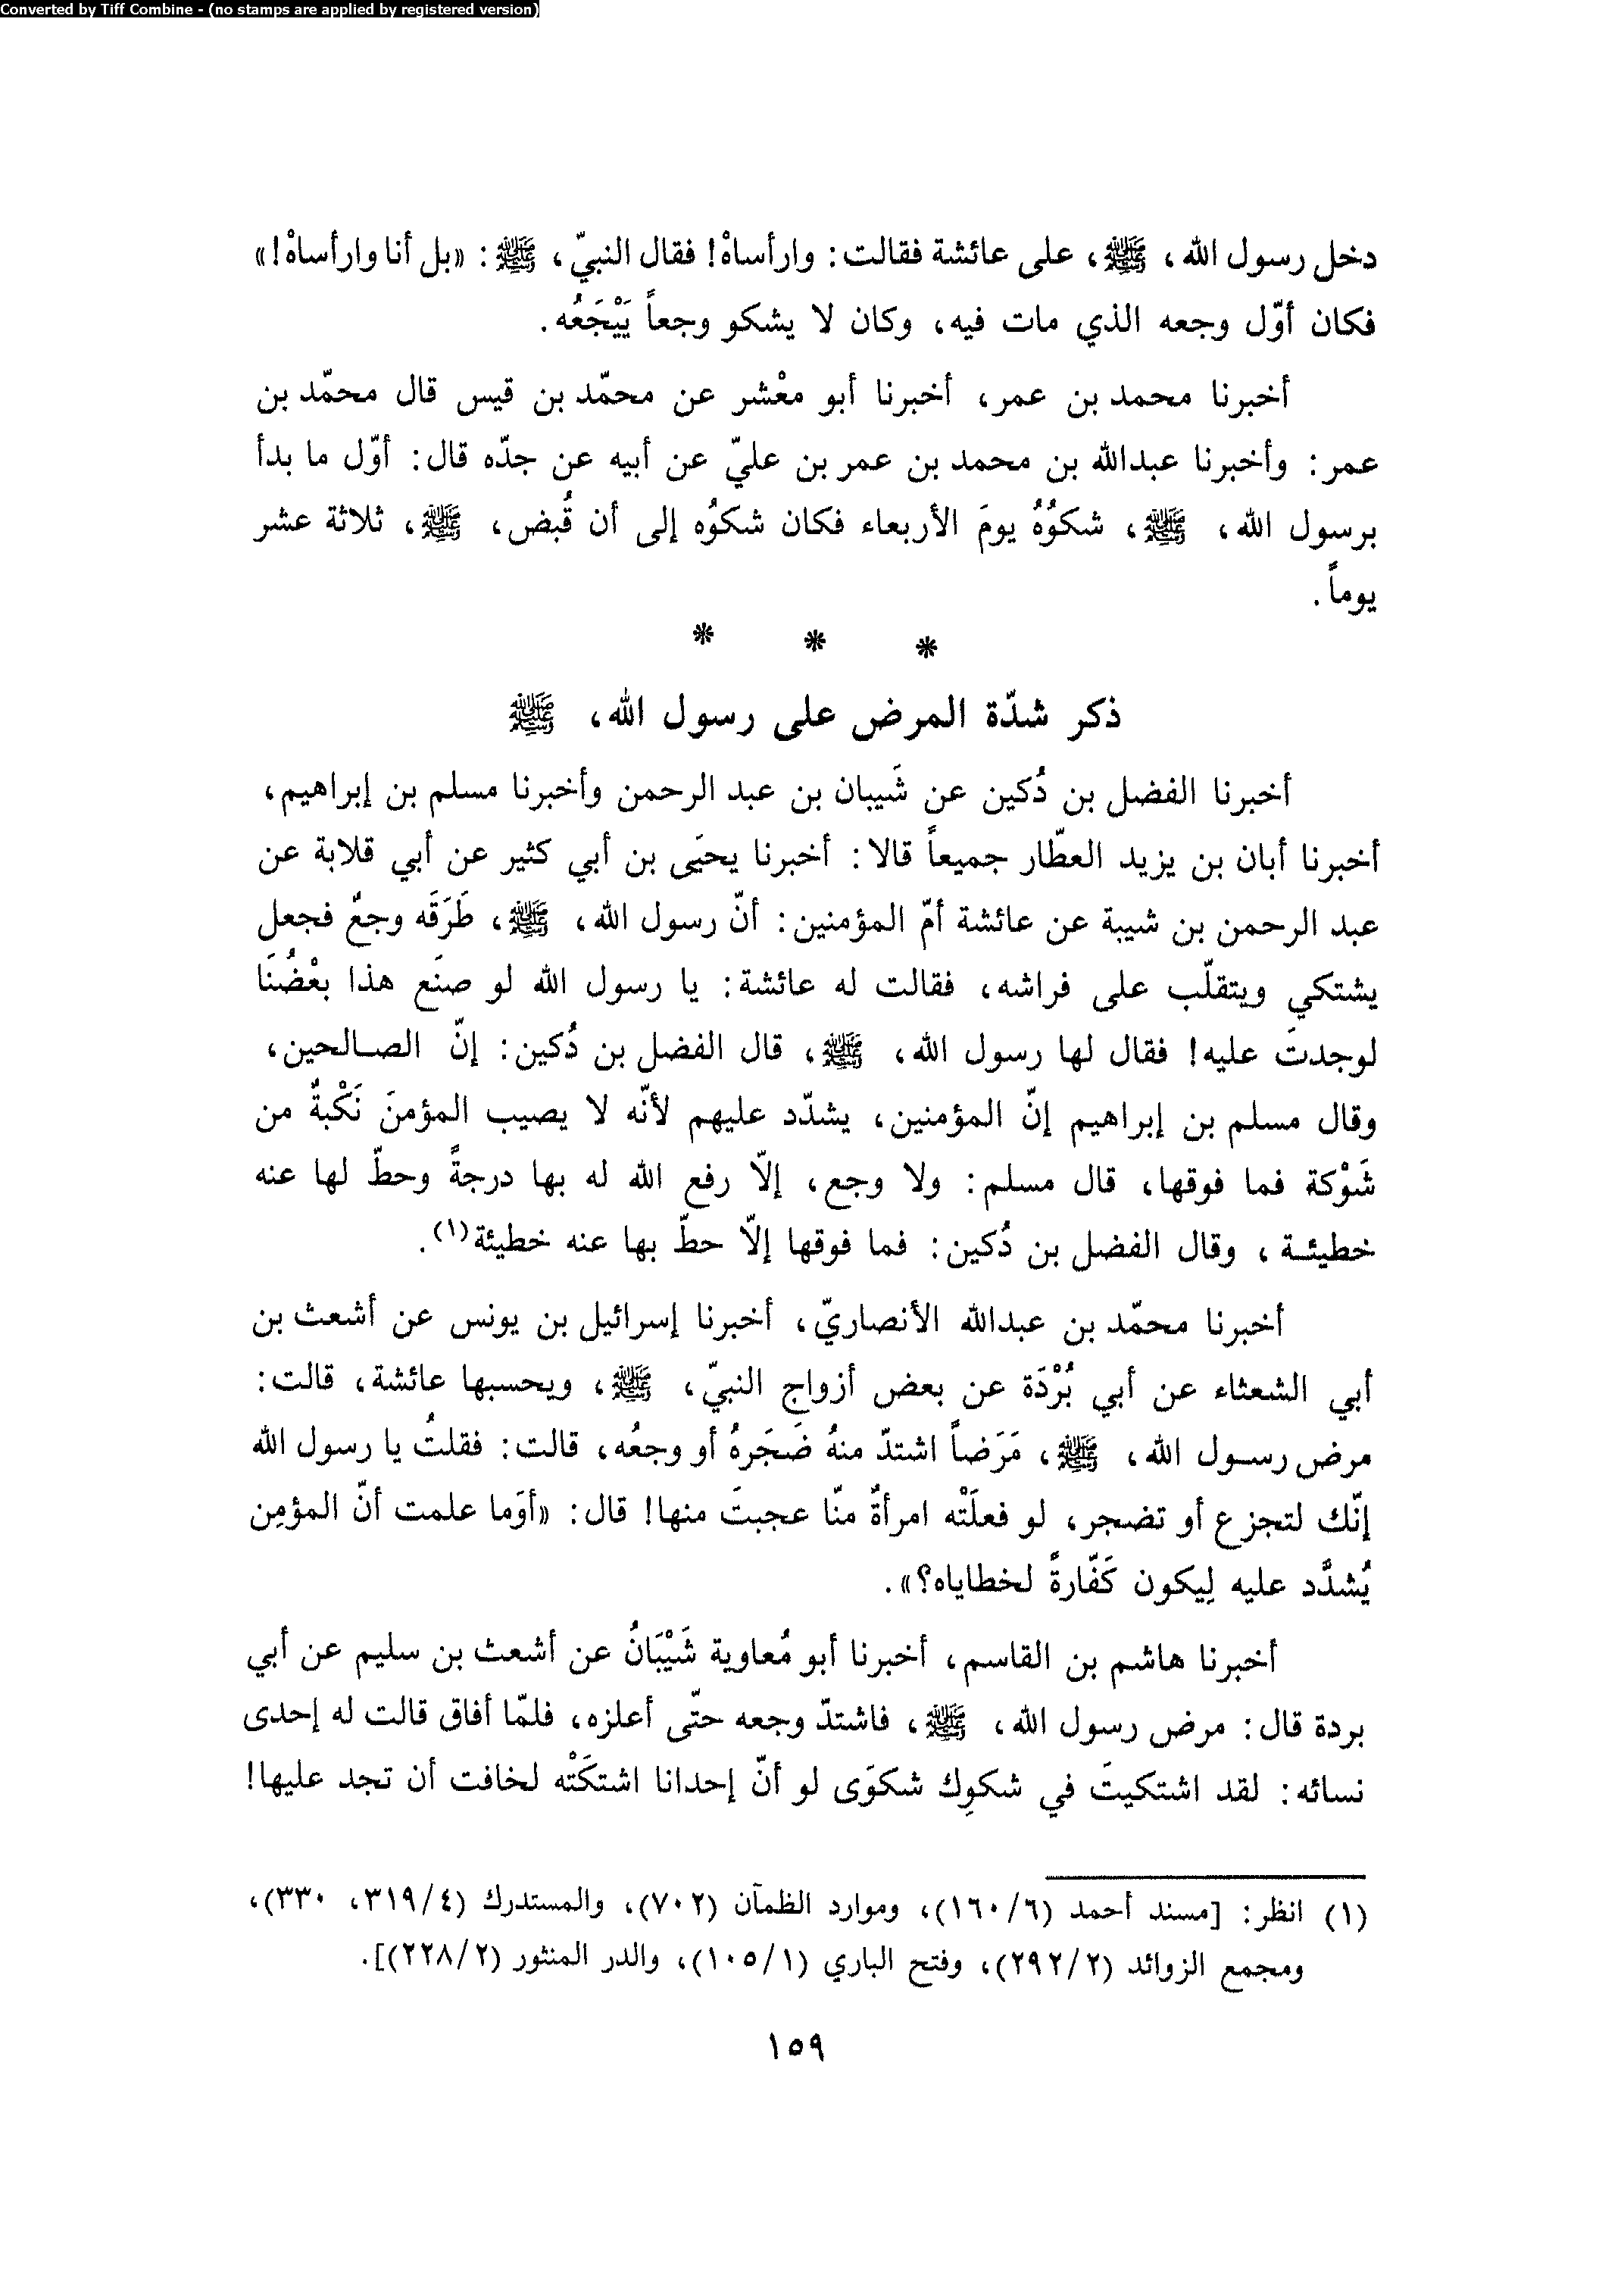 Converted by Tiff Combine - (no stamps are applied by registered version)
دخل رسول الله، ﷺ، على عائشة فقالت: وارأساهْ! فقال النبيّ، ﷺ: «بل أنا وارأساهْ!»
فكان أوّل وجعه الذي مات فيه، وكان لا يشكو وجعاً يَيْجَعُه.
أخبرنا محمد بن عمر، أخبرنا أبو معْشر عن محمّد بن قيس قال محمّد بن
عمر: وأخبرنا عبدالله بن محمد بن عمر بن عليّ عن أبيه عن جدّه قال: أوّل ما بدأ
برسول الله، ﷺ، شكوُهُ يومَ الأربعاء فكان شكوُه إلى أن قُبض، ﷺ، ثلاثة عشر
يوماً.
* * *
ذكر شدّة المرض على رسول الله، ﷺ
أخبرنا الفضل بن دُكين عن شَيبان بن عبد الرحمن وأخبرنا مسلم بن إبراهيم،
أخبرنا أبان بن يزيد العطّار جميعاً قالا: أخبرنا يحيَى بن أبي كثير عن أبي قلابة عن
عبد الرحمن بن شيبة عن عائشة أمّ المؤمنين: أنّ رسول الله، ﷺ، طَرَقَه وجعٌ فجعل
يشتكي ويتقلّب على فراشه، فقالت له عائشة: يا رسول الله لو صنَع هذا بعْضُنَا
لوجدتَ عليه! فقال لها رسول الله، ﷺ، قال الفضل بن دُكين: إنّ الصالحين،
وقال مسلم بن إبراهيم إنّ المؤمنين، يشدّد عليهم لأنّه لا يصيب المؤمنَ نَكْبةٌ من
شَوْكة فما فوقها، قال مسلم: ولا وجع، إلّا رفع الله له بها درجةً وحطّ لها عنه
خطيئة، وقال الفضل بن دُكين: فما فوقها إلّا حطّ بها عنه خطيئة(١).
أخبرنا محمّد بن عبدالله الأنصاريّ، أخبرنا إسرائيل بن يونس عن أشعث بن
أبي الشعثاء عن أبي بُرْدَة عن بعض أزواج النبيّ، ﷺ، ويحسبها عائشة، قالت:
مرض رسول الله، ﷺ، مَرَضاً اشتدّ منهُ ضَجَرهُ أو وجعُه، قالت: فقلتُ يا رسول الله
إنّك لتجزع أو تضجر، لو فعلَتْه امرأةٌ منّا عجبتَ منها! قال: «أوَما علمت أنّ المؤمِن
يُشدَّد عليه لِيكون كَفّارةً لخطاياه؟».
أخبرنا هاشم بن القاسم، أخبرنا أبو مُعاوية شَيْبَانُ عن أشعث بن سليم عن أبي
بردة قال: مرض رسول الله، ﷺ، فاشتدّ وجعه حتّى أعلزه، فلمّا أفاق قالت له إحدى
نسائه: لقد اشتكيتَ في شكوِك شكوَى لو أنّ إحدانا اشتكَتْه لخافت أن تجد عليها!
(١) انظر: [مسند أحمد (١٦٠/٦)، وموارد الظمآن (٧٠٢)، والمستدرك (٣١٩/٤، ٣٣٠)،
ومجمع الزوائد (٢٩٢/٢)، وفتح الباري (١٠٥/١)، والدر المنثور (٢٢٨/٢)].
١٥٩